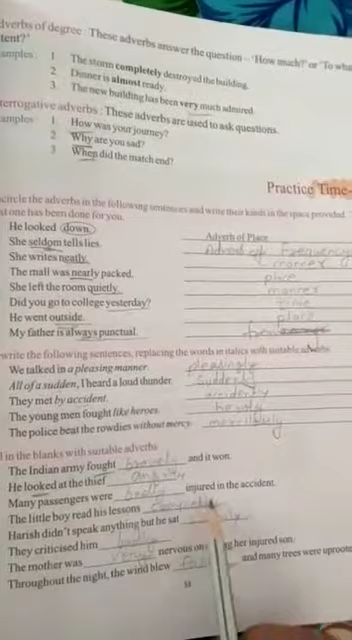 dverbs of degree : These adverbs answer the question – 'How much?' or 'To wha
tent?'
amples : 1 The storm completely destroyed the building.
2 Dinner is almost ready.
3 The new building has been very much admired.
terrogative adverbs : These adverbs are used to ask questions.
amples 1 How was your journey?
2 Why are you sad?
3 When did the match end?
Practice Time-
circle the adverbs in the following sentences and write their kinds in the space provided.
st one has been done for you.
He looked down. Adverb of Place
She seldom tells lies. Adverb of Frequency
She writes neatly. manner
The mall was nearly packed. place
She left the room quietly. manner
Did you go to college yesterday? time
He went outside. place
My father is always punctual.
write the following sentences, replacing the words in italics with suitable adverbs
We talked in a pleasing manner. pleasingly
All of a sudden, I heard a loud thunder. suddenly
They met by accident. accidently
The young men fought like heroes.
The police beat the rowdies without mercy.
l in the blanks with suitable adverbs
The Indian army fought bravely and it won.
He looked at the thief angrily
Many passengers were badly injured in the accident.
The little boy read his lessons
Harish didn't speak anything but he sat
They criticised him
The mother was nervous on g her injured son.
Throughout the night, the wind blew and many trees were uproote